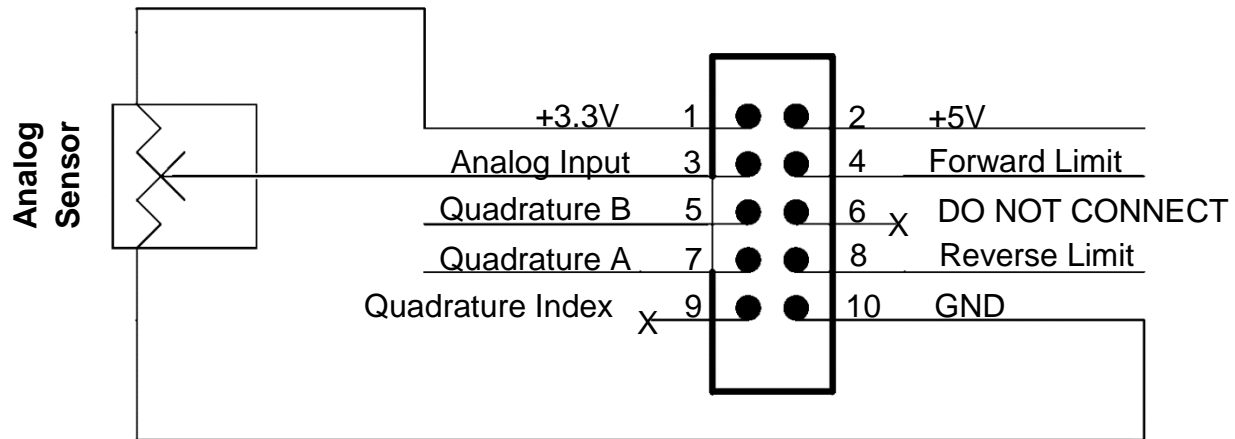 Analog
Sensor
+3.3V 1 2 +5V
Analog Input 3 4 Forward Limit
Quadrature B 5 6 X DO NOT CONNECT
Quadrature A 7 8 Reverse Limit
Quadrature Index X 9 10 GND